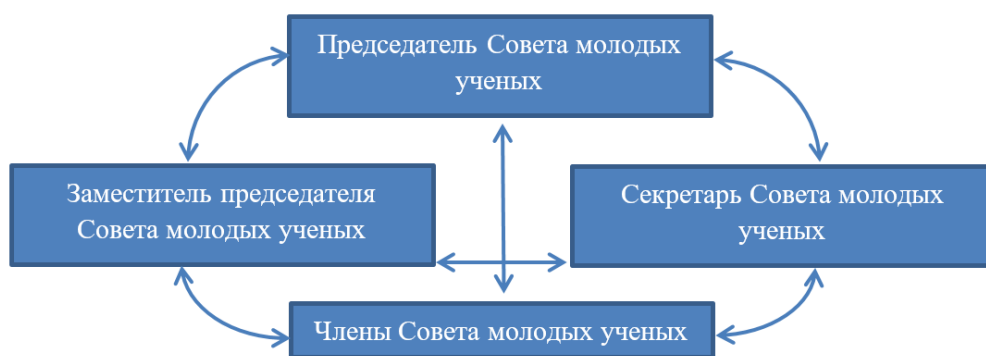 Председатель Совета молодых
ученых
Заместитель председателя
Совета молодых ученых
Секретарь Совета молодых
ученых
Члены Совета молодых ученых